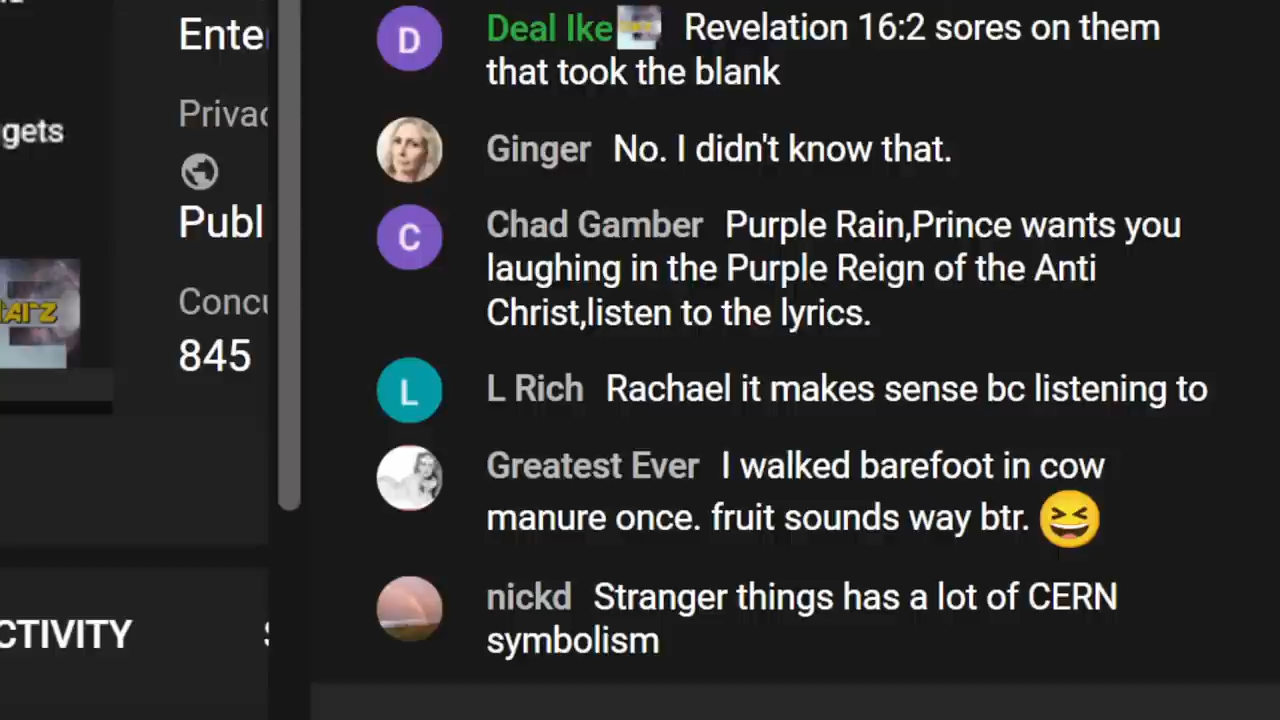 Ente
Privac
gets
Publ
Concu
845
CTIVITY
Deal Ike Revelation 16:2 sores on them
that took the blank
Ginger No. I didn't know that.
Chad Gamber Purple Rain,Prince wants you
laughing in the Purple Reign of the Anti
Christ,listen to the lyrics.
L Rich Rachael it makes sense bc listening to
Greatest Ever I walked barefoot in cow
manure once. fruit sounds way btr. 😆
nickd Stranger things has a lot of CERN
symbolism
D
C
L